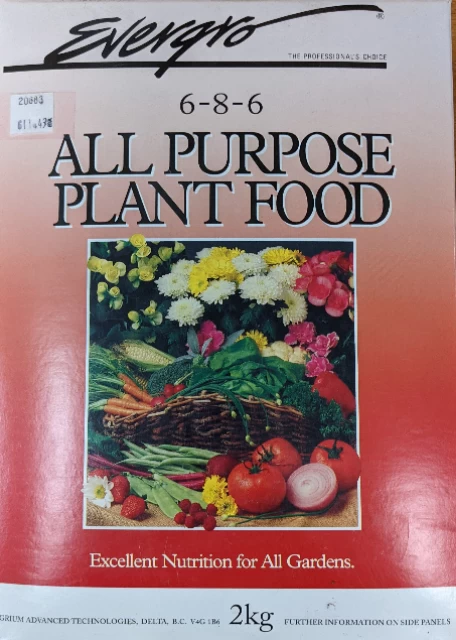 Evergro
®
THE PROFESSIONAL'S CHOICE
6-8-6
20863
ALL PURPOSE
PLANT FOOD
Excellent Nutrition for All Gardens.
GRIUM ADVANCED TECHNOLOGIES, DELTA, B.C. V4G 1B6 2kg FURTHER INFORMATION ON SIDE PANELS